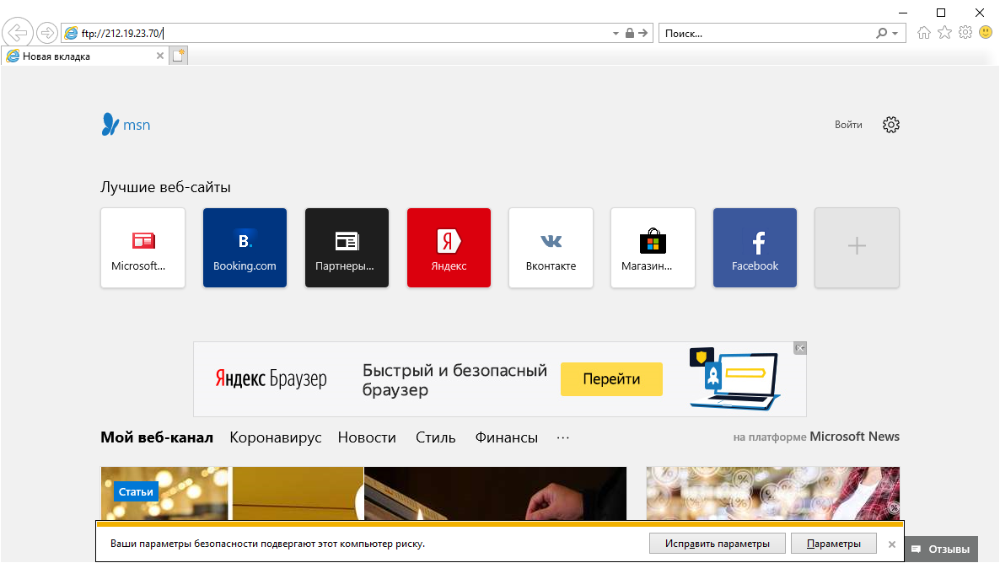 ftp://212.19.23.70/
Поиск...
Новая вкладка
msn
Войти
Лучшие веб-сайты
B.
Я
Microsoft...
Booking.com
Партнеры...
Яндекс
Вконтакте
Магазин...
Facebook
Яндекс Браузер
Быстрый и безопасный
браузер
Перейти
Мой веб-канал Коронавирус Новости Стиль Финансы ...
на платформе Microsoft News
Статьи
Ваши параметры безопасности подвергают этот компьютер риску.
Исправить параметры
Параметры
Отзывы